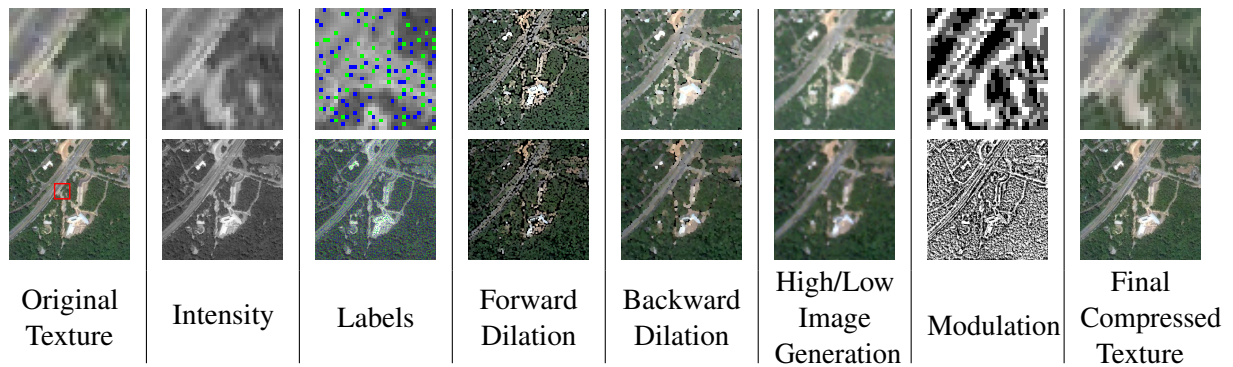 Original
Texture
Intensity
Labels
Forward
Dilation
Backward
Dilation
High/Low
Image
Generation
Modulation
Final
Compressed
Texture